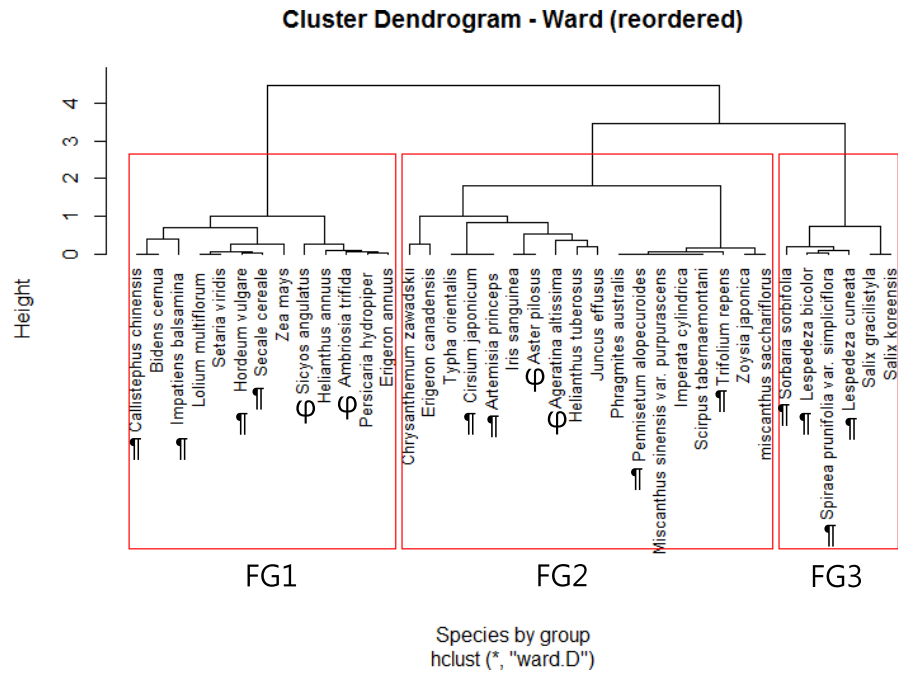 Cluster Dendrogram - Ward (reordered)
Height
4
3
2
1
0
¶ Callistephus chinensis
Bidens cernua
¶ Impatiens balsamina
Lolium multiflorum
Setaria viridis
¶ Hordeum vulgare
¶ Secale cereale
Zea mays
φ Sicyos angulatus
Helianthus annuus
φ Ambriosia trifida
Persicaria hydropiper
Erigeron annuus
Chrysanthemum zawadskii
Erigeron canadensis
Typha orientalis
¶ Cirsium japonicum
¶ Artemisia princeps
Iris sanguinea
φ Aster pilosus
φ Ageratina altissima
Helianthus tuberosus
Juncus effusus
Phragmites australis
¶ Pennisetum alopecuroides
Miscanthus sinensis var. purpurascens
Imperata cylindrica
Scirpus tabernaemontani
¶ Trifolium repens
Zoysia japonica
miscanthus sacchariflorus
¶ Sorbaria sorbifolia
¶ Lespedeza bicolor
¶ Spiraea prunifolia var. simpliciflora
¶ Lespedeza cuneata
Salix gracilistyla
Salix koreensis
FG1
FG2
FG3
Species by group
hclust (*, "ward.D")